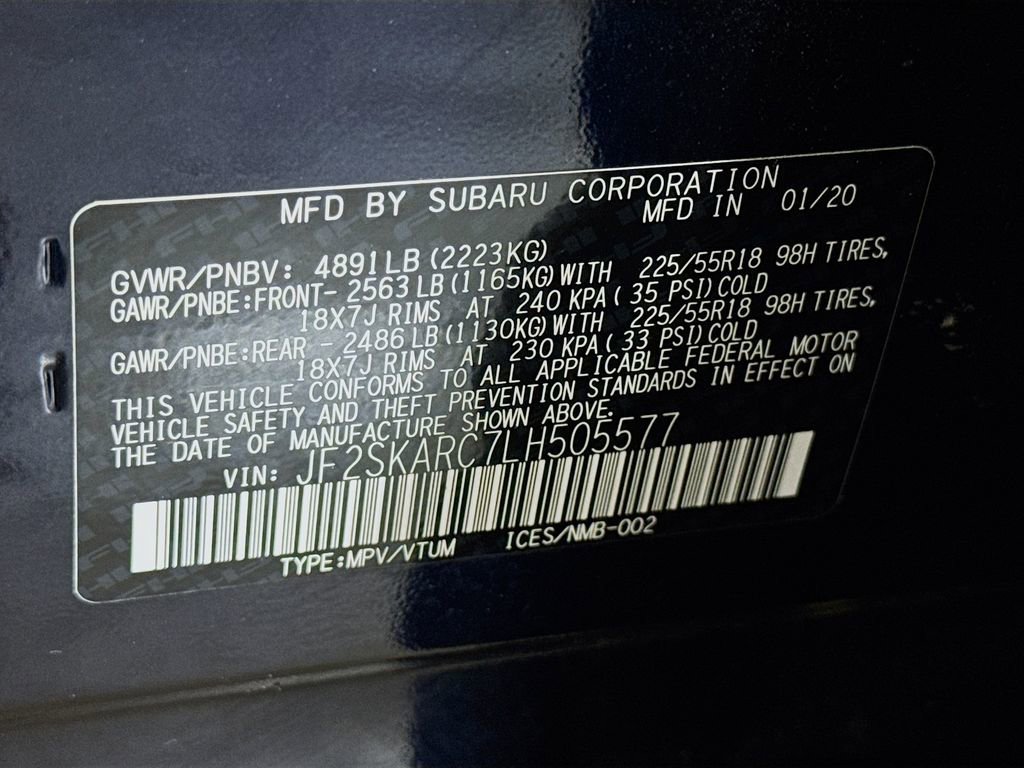 MFD BY SUBARU CORPORATION
MFD IN 01/20
GVWR/PNBV: 4891LB (2223KG)
GAWR/PNBE:FRONT- 2563 LB (1165KG) WITH 225/55R18 98H TIRES,
18X7J RIMS AT 240 KPA ( 35 PSI) COLD
GAWR/PNBE:REAR - 2486 LB (1130KG) WITH 225/55R18 98H TIRES,
18X7J RIMS AT 230 KPA ( 33 PSI) COLD
THIS VEHICLE CONFORMS TO ALL APPLICABLE FEDERAL MOTOR
VEHICLE SAFETY AND THEFT PREVENTION STANDARDS IN EFFECT ON
THE DATE OF MANUFACTURE SHOWN ABOVE.
VIN: JF2SKARC7LH505577
TYPE:MPV/VTUM ICES/NMB-002